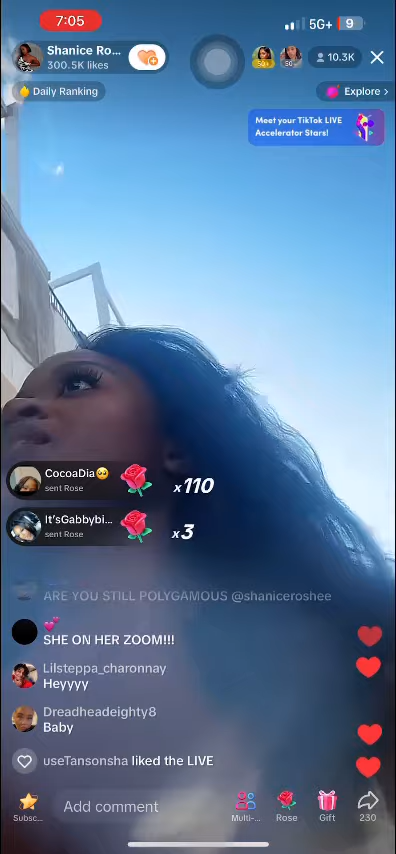 7:05
5G+
9
Shanice Ro...
300.5K likes
10.3K
Daily Ranking
Explore >
Meet your TikTok LIVE
Accelerator Stars!
CocoaDia🥺
sent Rose
x110
It'sGabbybi...
sent Rose
x3
ARE YOU STILL POLYGAMOUS @shaniceroshee
💕
SHE ON HER ZOOM!!!
Lilsteppa_charonnay
Heyyyy
Dreadheadeighty8
Baby
useTansonsha liked the LIVE
Subsc...
Add comment
Multi-...
Rose
Gift
230